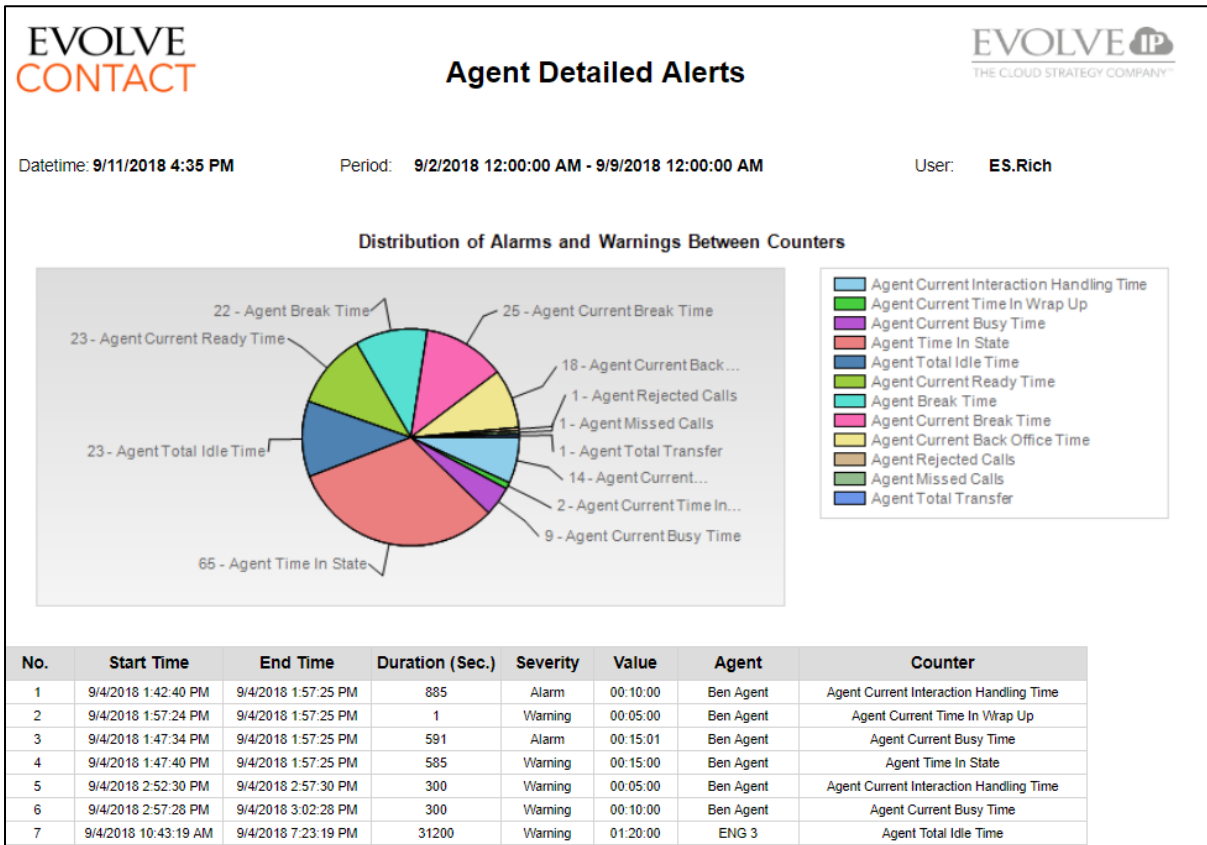 EVOLVE
CONTACT
Agent Detailed Alerts
EVOLVE IP
THE CLOUD STRATEGY COMPANY™
Datetime: 9/11/2018 4:35 PM Period: 9/2/2018 12:00:00 AM - 9/9/2018 12:00:00 AM User: ES.Rich
Distribution of Alarms and Warnings Between Counters
22 - Agent Break Time
25 - Agent Current Break Time
23 - Agent Current Ready Time
18 - Agent Current Back...
1 - Agent Rejected Calls
1 - Agent Missed Calls
23 - Agent Total Idle Time
1 - Agent Total Transfer
14 - Agent Current...
2 - Agent Current Time In...
9 - Agent Current Busy Time
65 - Agent Time In State
Agent Current Interaction Handling Time
Agent Current Time In Wrap Up
Agent Current Busy Time
Agent Time In State
Agent Total Idle Time
Agent Current Ready Time
Agent Break Time
Agent Current Break Time
Agent Current Back Office Time
Agent Rejected Calls
Agent Missed Calls
Agent Total Transfer
No. Start Time End Time Duration (Sec.) Severity Value Agent Counter
1 9/4/2018 1:42:40 PM 9/4/2018 1:57:25 PM 885 Alarm 00:10:00 Ben Agent Agent Current Interaction Handling Time
2 9/4/2018 1:57:24 PM 9/4/2018 1:57:25 PM 1 Warning 00:05:00 Ben Agent Agent Current Time In Wrap Up
3 9/4/2018 1:47:34 PM 9/4/2018 1:57:25 PM 591 Alarm 00:15:01 Ben Agent Agent Current Busy Time
4 9/4/2018 1:47:40 PM 9/4/2018 1:57:25 PM 585 Warning 00:15:00 Ben Agent Agent Time In State
5 9/4/2018 2:52:30 PM 9/4/2018 2:57:30 PM 300 Warning 00:05:00 Ben Agent Agent Current Interaction Handling Time
6 9/4/2018 2:57:28 PM 9/4/2018 3:02:28 PM 300 Warning 00:10:00 Ben Agent Agent Current Busy Time
7 9/4/2018 10:43:19 AM 9/4/2018 7:23:19 PM 31200 Warning 01:20:00 ENG 3 Agent Total Idle Time